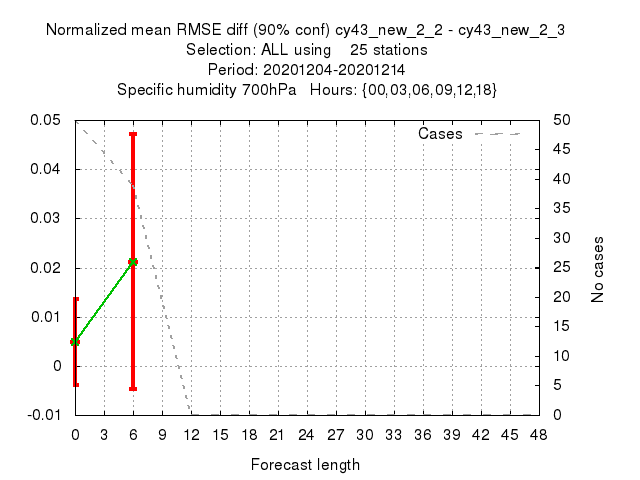 Normalized mean RMSE diff (90% conf) cy43_new_2_2 - cy43_new_2_3
Selection: ALL using    25 stations
Period: 20201204-20201214
Specific humidity 700hPa   Hours: {00,03,06,09,12,18}
0.05
0.04
0.03
0.02
0.01
0
-0.01
Cases
50
45
40
35
30
25
20
15
10
5
0
No cases
0 3 6 9 12 15 18 21 24 27 30 33 36 39 42 45 48
Forecast length